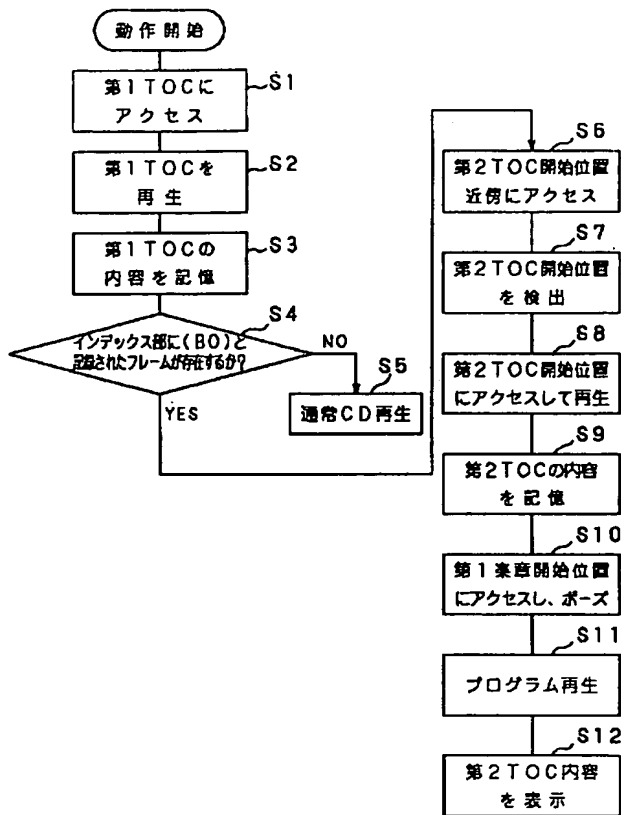 動作開始
S1
第1TOCに
アクセス
S2
第1TOCを
再生
S3
第1TOCの
内容を記憶
S4
インデックス部に(B0)と
記録されたフレームが存在するか?
NO
YES
S5
通常CD再生
S6
第2TOC開始位置
近傍にアクセス
S7
第2TOC開始位置
を検出
S8
第2TOC開始位置
にアクセスして再生
S9
第2TOCの内容
を記憶
S10
第1楽章開始位置
にアクセスし、ポーズ
S11
プログラム再生
S12
第2TOC内容
を表示